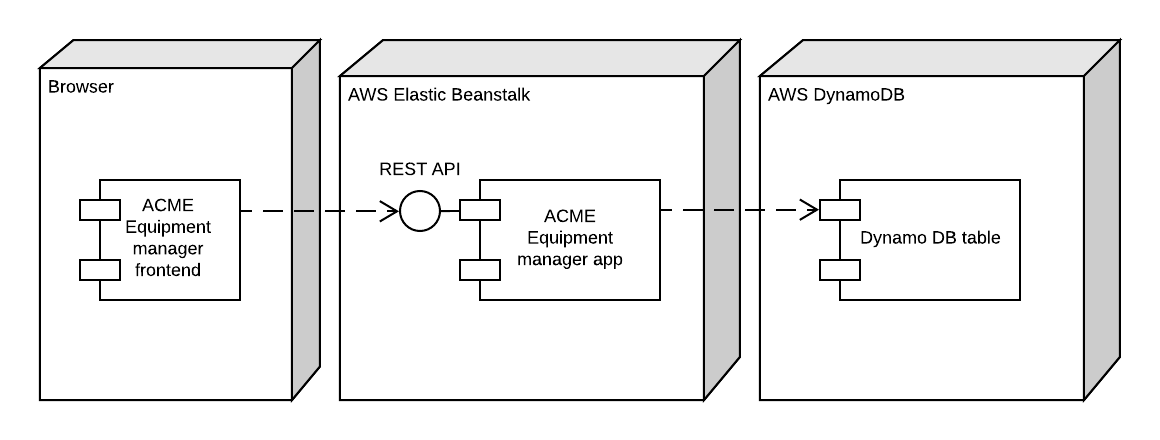 Browser
AWS Elastic Beanstalk
AWS DynamoDB
REST API
ACME
Equipment
manager
frontend
ACME
Equipment
manager app
Dynamo DB table